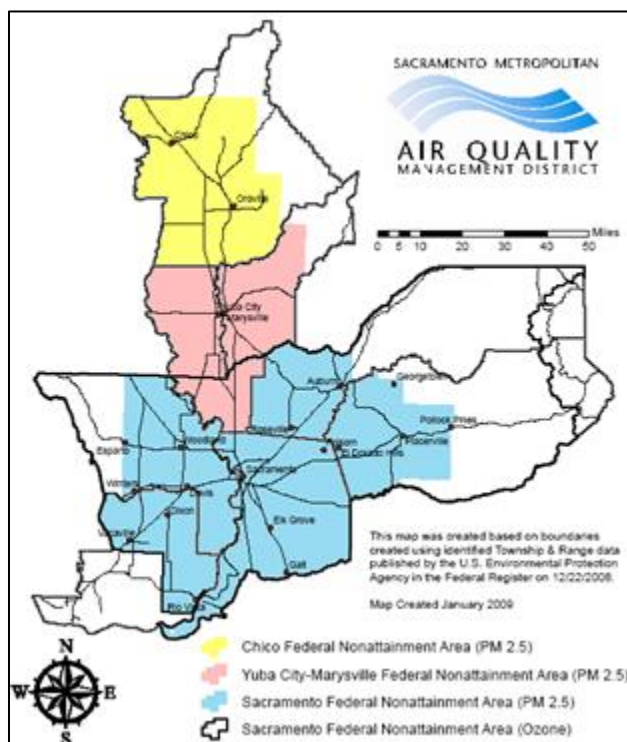 SACRAMENTO METROPOLITAN
AIR QUALITY
MANAGEMENT DISTRICT
Miles
0 5 10 20 30 40 50
Chico
Oroville
Yuba City
Marysville
Auburn
Georgetown
Roseville
Pollock Pines
Placerville
El Dorado Hills
Folsom
Woodland
Esparto
Sacramento
Winters
Davis
Dixon
Vacaville
Elk Grove
Galt
Rio Vista
This map was created based on boundaries
created using identified Township & Range data
published by the U.S. Environmental Protection
Agency in the Federal Register on 12/22/2008.
Map Created January 2009
Chico Federal Nonattainment Area (PM 2.5)
Yuba City-Marysville Federal Nonattainment Area (PM 2.5)
Sacramento Federal Nonattainment Area (PM 2.5)
Sacramento Federal Nonattainment Area (Ozone)
N
W
E
S